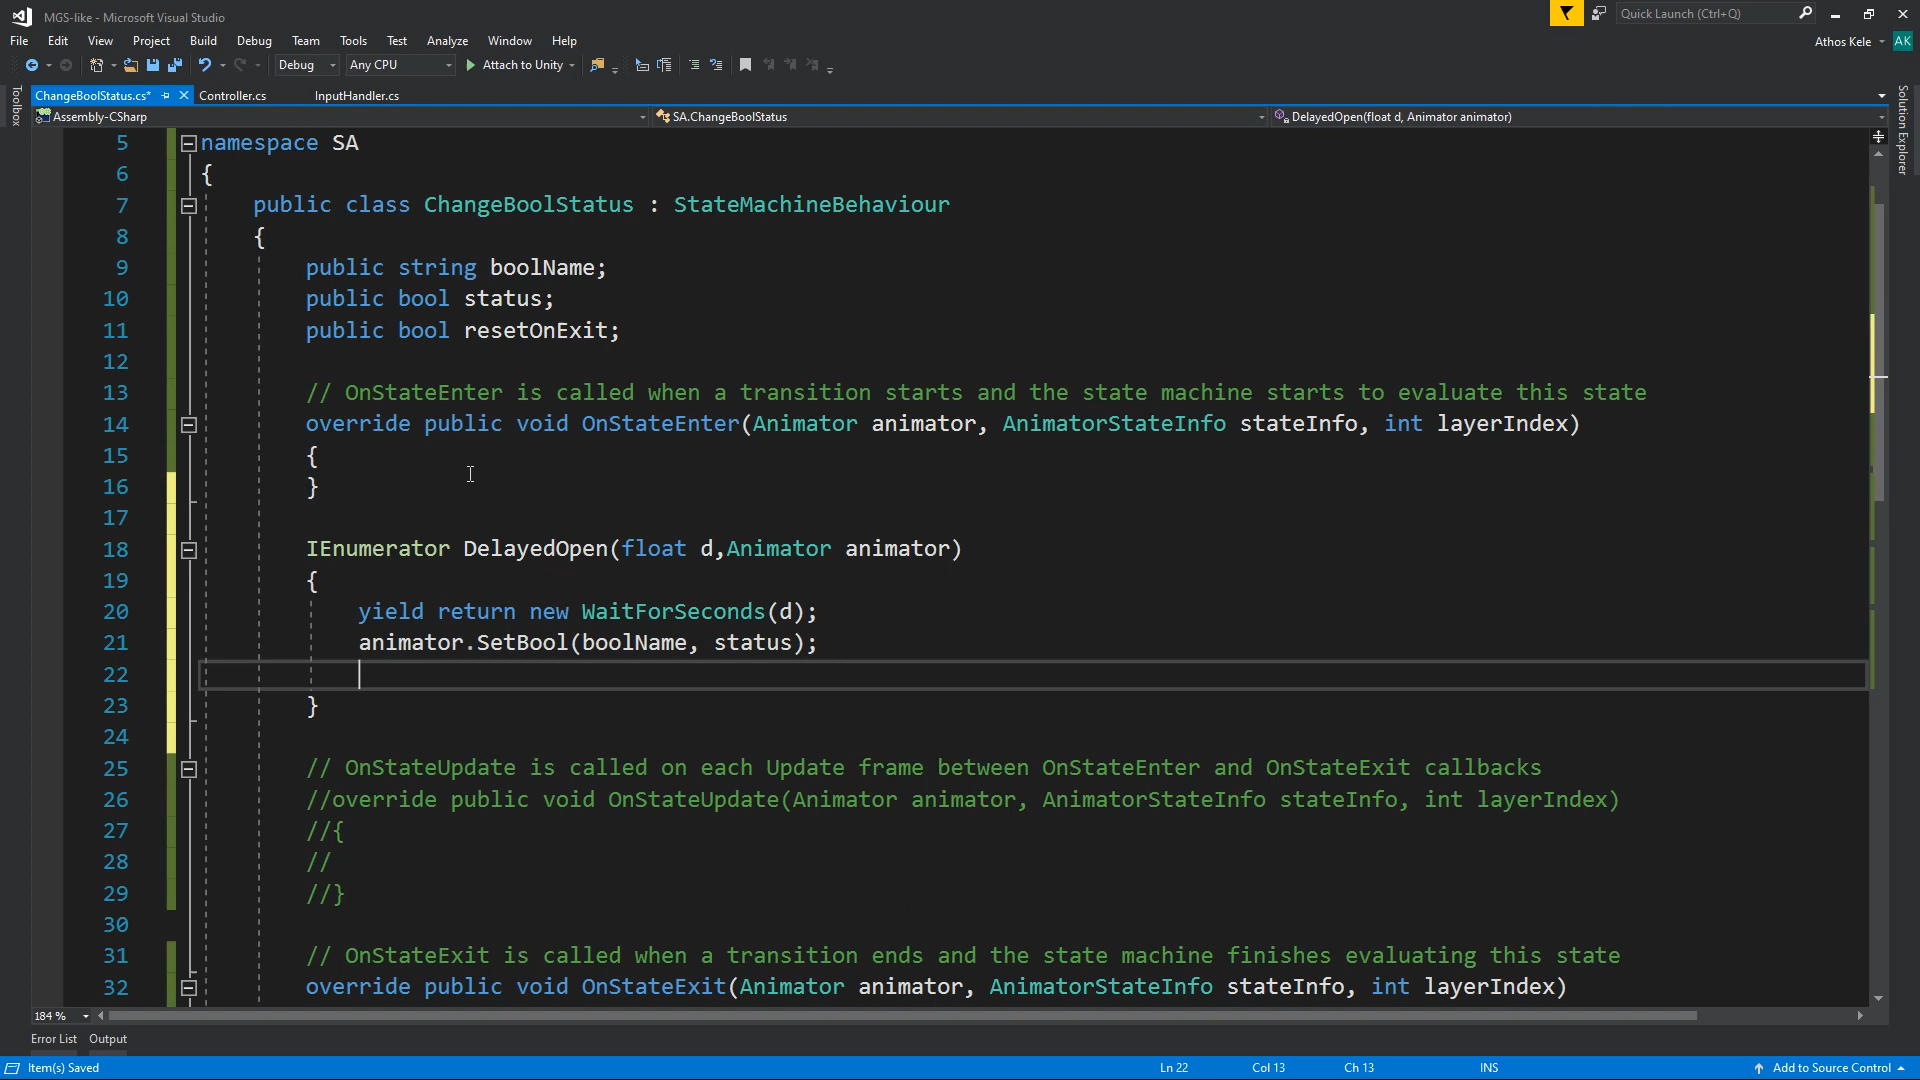 MGS-like - Microsoft Visual Studio
Quick Launch (Ctrl+Q)
File Edit View Project Build Debug Team Tools Test Analyze Window Help
Athos Kele AK
Debug Any CPU Attach to Unity
ChangeBoolStatus.cs* Controller.cs InputHandler.cs
Assembly-CSharp SA.ChangeBoolStatus DelayedOpen(float d, Animator animator)
Toolbox
Solution Explorer
5 namespace SA
6 {
7 public class ChangeBoolStatus : StateMachineBehaviour
8 {
9 public string boolName;
10 public bool status;
11 public bool resetOnExit;
12
13 // OnStateEnter is called when a transition starts and the state machine starts to evaluate this state
14 override public void OnStateEnter(Animator animator, AnimatorStateInfo stateInfo, int layerIndex)
15 {
16 }
17
18 IEnumerator DelayedOpen(float d,Animator animator)
19 {
20 yield return new WaitForSeconds(d);
21 animator.SetBool(boolName, status);
22
23 }
24
25 // OnStateUpdate is called on each Update frame between OnStateEnter and OnStateExit callbacks
26 //override public void OnStateUpdate(Animator animator, AnimatorStateInfo stateInfo, int layerIndex)
27 //{
28 //
29 //}
30
31 // OnStateExit is called when a transition ends and the state machine finishes evaluating this state
32 override public void OnStateExit(Animator animator, AnimatorStateInfo stateInfo, int layerIndex)
184 %
Error List Output
Item(s) Saved Ln 22 Col 13 Ch 13 INS Add to Source Control